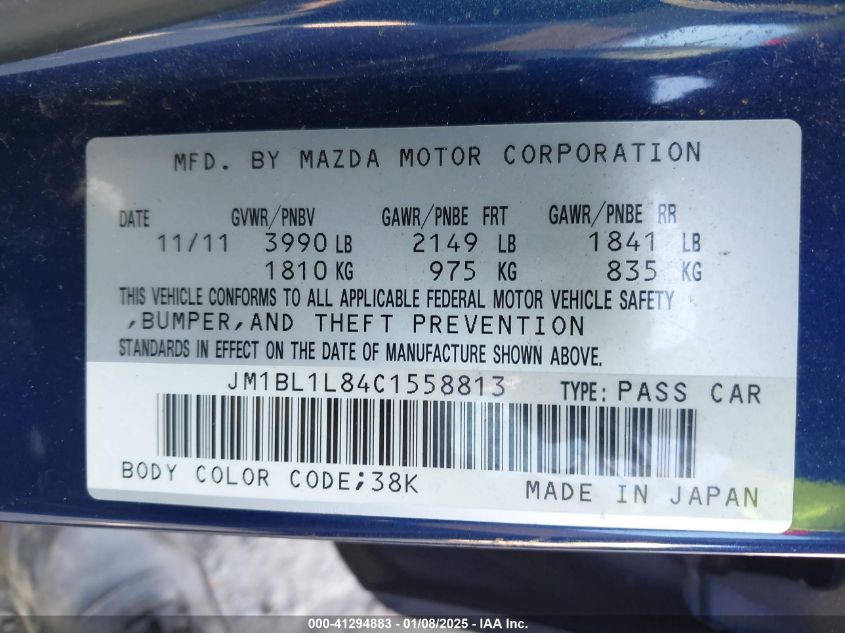 MFD. BY MAZDA MOTOR CORPORATION
DATE GVWR/PNBV GAWR/PNBE FRT GAWR/PNBE RR
11/11 3990 LB 2149 LB 1841 LB
1810 KG 975 KG 835 KG
THIS VEHICLE CONFORMS TO ALL APPLICABLE FEDERAL MOTOR VEHICLE SAFETY
,BUMPER,AND THEFT PREVENTION
STANDARDS IN EFFECT ON THE DATE OF MANUFACTURE SHOWN ABOVE.
JM1BL1L84C1558813 TYPE: PASS CAR
BODY COLOR CODE;38K MADE IN JAPAN
000-41294883 - 01/08/2025 - IAA Inc.